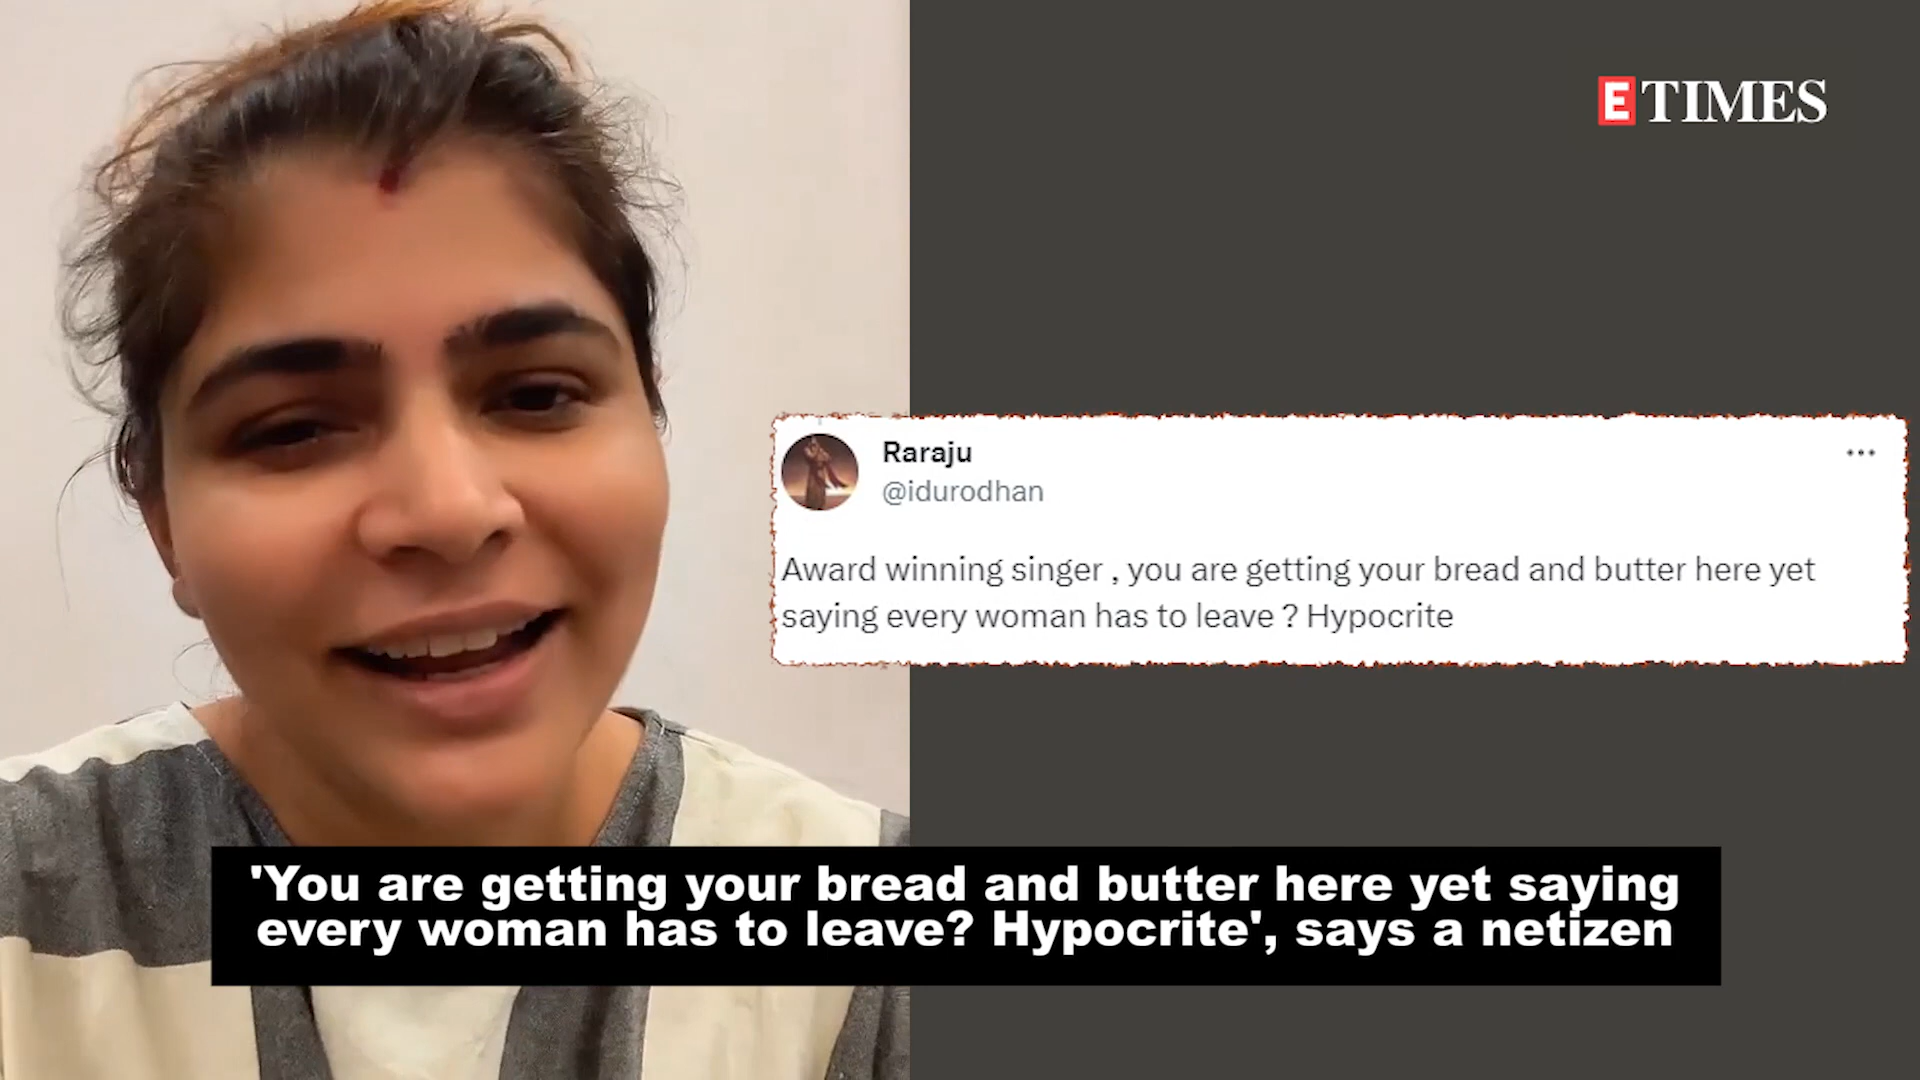 E TIMES
Raraju
@idurodhan
Award winning singer , you are getting your bread and butter here yet
saying every woman has to leave ? Hypocrite
'You are getting your bread and butter here yet saying
every woman has to leave? Hypocrite', says a netizen